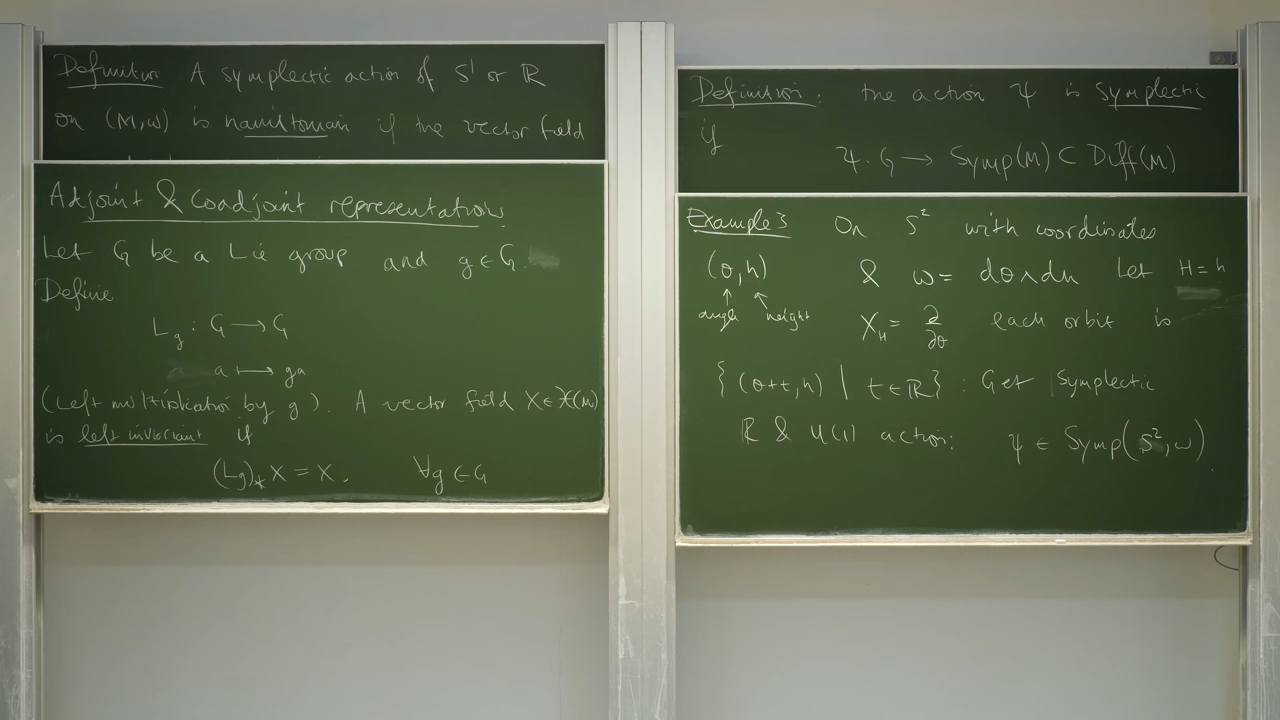 Definition A symplectic action of S¹ or ℝ
on (M,ω) is hamiltonian if the vector field
Adjoint & Coadjoint representations
Let G be a Lie group and g ∈ G.
Define
L_g : G ⟶ G
a ⟼ ga
(Left multiplication by g). A vector field X ∈ 𝔛(M)
is left invariant if
(L_g)_* X = X. ∀g ∈ G
Definition: the action Ψ is symplectic
if
Ψ: G ⟶ Symp(M) ⊂ Diff(M)
Example 3 On S² with coordinates
(θ,h) & ω = dθ∧dh Let H = h
↑ ↖
angle height X_H = ∂/∂θ each orbit is
{(θ+t,h) | t ∈ ℝ} : Get symplectic
ℝ & U(1) action: ψ ∈ Symp(S²,ω).